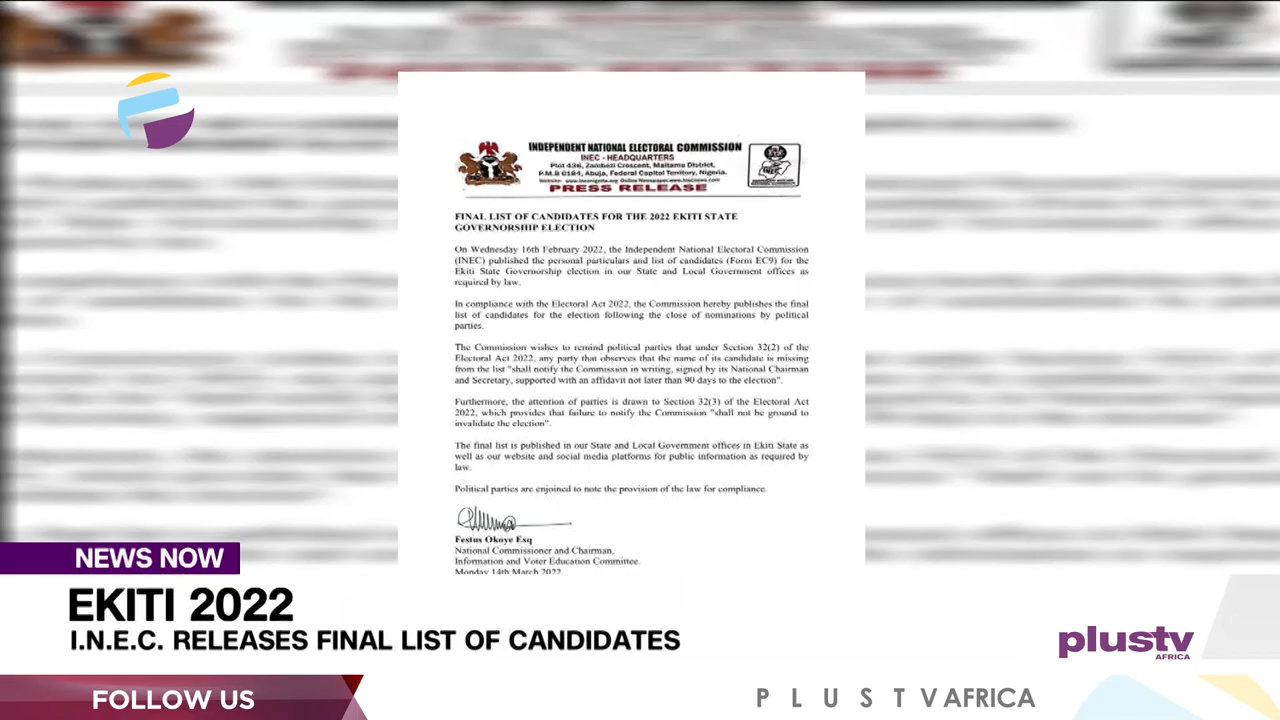 INDEPENDENT NATIONAL ELECTORAL COMMISSION
INEC - HEADQUARTERS
Plot 436, Zambezi Crescent, Maitama District,
P.M.B 0184, Abuja, Federal Capital Territory, Nigeria.
Website: www.inecnigeria.org Online Newspaper: www.inecnews.com
PRESS RELEASE
INEC
FINAL LIST OF CANDIDATES FOR THE 2022 EKITI STATE
GOVERNORSHIP ELECTION
On Wednesday 16th February 2022, the Independent National Electoral Commission
(INEC) published the personal particulars and list of candidates (Form EC9) for the
Ekiti State Governorship election in our State and Local Government offices as
required by law.
In compliance with the Electoral Act 2022, the Commission hereby publishes the final
list of candidates for the election following the close of nominations by political
parties.
The Commission wishes to remind political parties that under Section 32(2) of the
Electoral Act 2022, any party that observes that the name of its candidate is missing
from the list "shall notify the Commission in writing, signed by its National Chairman
and Secretary, supported with an affidavit not later than 90 days to the election".
Furthermore, the attention of parties is drawn to Section 32(3) of the Electoral Act
2022, which provides that failure to notify the Commission "shall not be ground to
invalidate the election".
The final list is published in our State and Local Government offices in Ekiti State as
well as our website and social media platforms for public information as required by
law.
Political parties are enjoined to note the provision of the law for compliance.
Festus Okoye Esq
National Commissioner and Chairman,
Information and Voter Education Committee.
Monday 14th March 2022
NEWS NOW
EKITI 2022
I.N.E.C. RELEASES FINAL LIST OF CANDIDATES
plustv
AFRICA
FOLLOW US
PLUSTVAFRICA